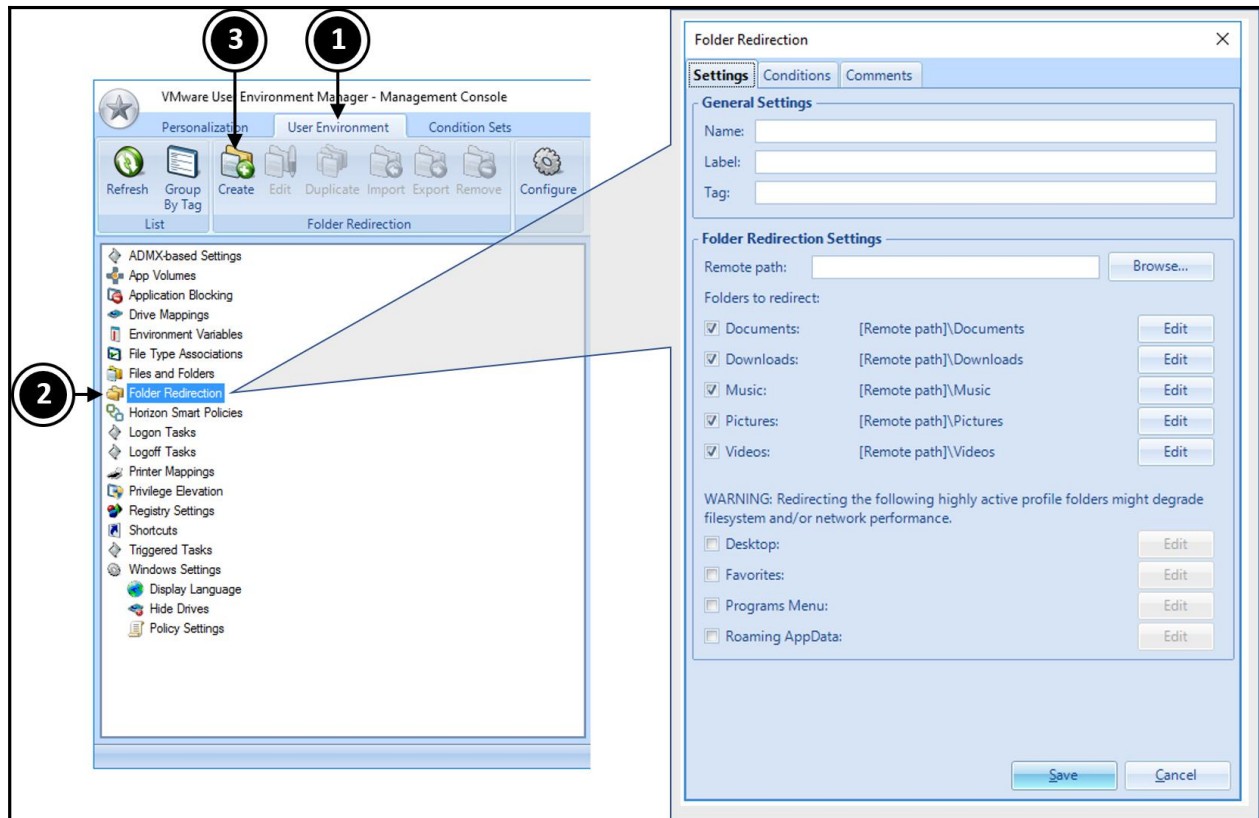 3
1
VMware User Environment Manager - Management Console
Personalization User Environment Condition Sets
Refresh Group By Tag Create Edit Duplicate Import Export Remove Configure
List Folder Redirection
ADMX-based Settings
App Volumes
Application Blocking
Drive Mappings
Environment Variables
File Type Associations
Files and Folders
2
Folder Redirection
Horizon Smart Policies
Logon Tasks
Logoff Tasks
Printer Mappings
Privilege Elevation
Registry Settings
Shortcuts
Triggered Tasks
Windows Settings
Display Language
Hide Drives
Policy Settings
Folder Redirection
Settings Conditions Comments
General Settings
Name:
Label:
Tag:
Folder Redirection Settings
Remote path: Browse...
Folders to redirect:
Documents: [Remote path]\Documents Edit
Downloads: [Remote path]\Downloads Edit
Music: [Remote path]\Music Edit
Pictures: [Remote path]\Pictures Edit
Videos: [Remote path]\Videos Edit
WARNING: Redirecting the following highly active profile folders might degrade
filesystem and/or network performance.
Desktop: Edit
Favorites: Edit
Programs Menu: Edit
Roaming AppData: Edit
Save Cancel